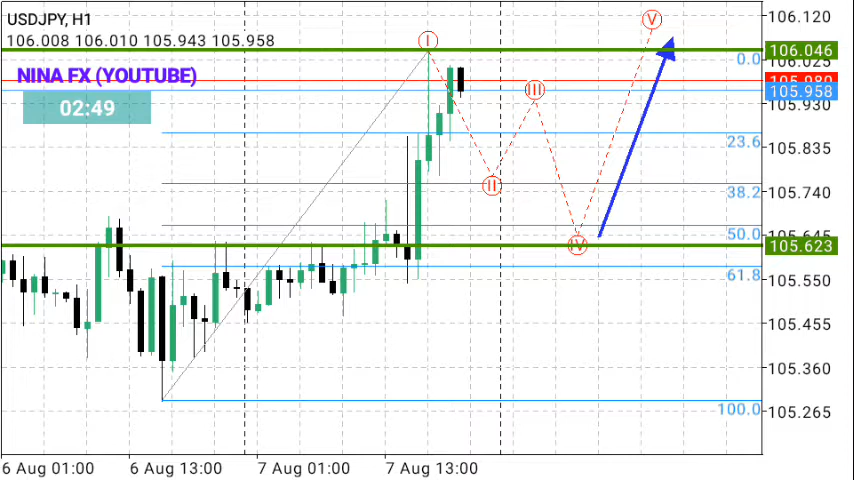 USDJPY, H1
106.008 106.010 105.943 105.958
NINA FX (YOUTUBE)
02:49
I
II
III
IV
V
0.0
23.6
38.2
50.0
61.8
100.0
106.120
106.046
106.025
105.958
105.930
105.835
105.740
105.645
105.623
105.550
105.455
105.360
105.265
6 Aug 01:00
6 Aug 13:00
7 Aug 01:00
7 Aug 13:00